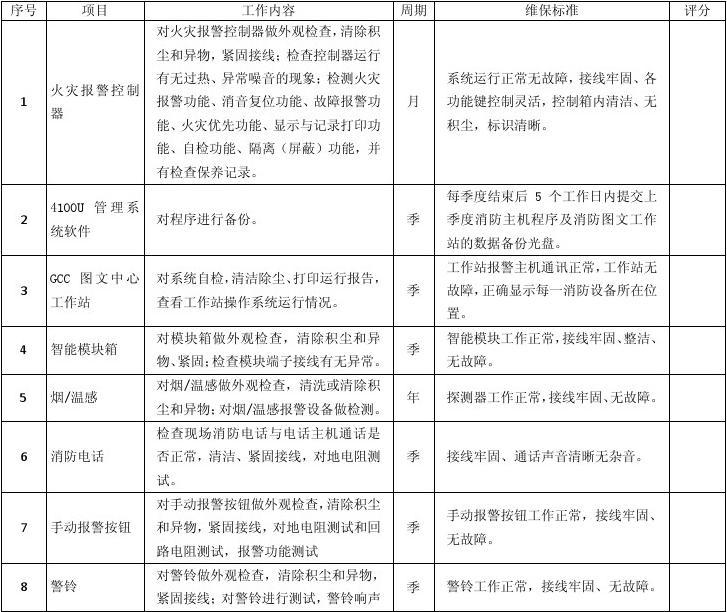 序号 项目 工作内容 周期 维保标准 评分
1 火灾报警控制器
对火灾报警控制器做外观检查，清除积
尘和异物，紧固接线；检查控制器运行
有无过热、异常噪音的现象；检测火灾
报警功能、消音复位功能、故障报警功
能、火灾优先功能、显示与记录打印功
能、自检功能、隔离（屏蔽）功能，并
有检查保养记录。
月
系统运行正常无故障，接线牢固、各
功能键控制灵活，控制箱内清洁、无
积尘，标识清晰。
2 4100U 管理系统软件
对程序进行备份。
季
每季度结束后 5 个工作日内提交上
季度消防主机程序及消防图文工作
站的数据备份光盘。
3 GCC 图文中心工作站
对系统自检，清洁除尘、打印运行报告，
查看工作站操作系统运行情况。
季
工作站报警主机通讯正常，工作站无
故障，正确显示每一消防设备所在位
置。
4 智能模块箱
对模块箱做外观检查，清除积尘和异
物、紧固；检查模块端子接线有无异常。
季
智能模块工作正常，接线牢固、整洁、
无故障。
5 烟/温感
对烟/温感做外观检查，清洗或清除积
尘和异物；对烟/温感报警设备做检测。
年
探测器工作正常，接线牢固、无故障。
6 消防电话
检查现场消防电话与电话主机通话是
否正常，清洁、紧固接线，对地电阻测
试。
季
接线牢固、通话声音清晰无杂音。
7 手动报警按钮
对手动报警按钮做外观检查，清除积尘
和异物，紧固接线，对地电阻测试和回
路电阻测试，报警功能测试
季
手动报警按钮工作正常，接线牢固、
无故障。
8 警铃
对警铃做外观检查，清除积尘和异物，
紧固接线；对警铃进行测试，警铃响声
季
警铃工作正常，接线牢固、无故障。